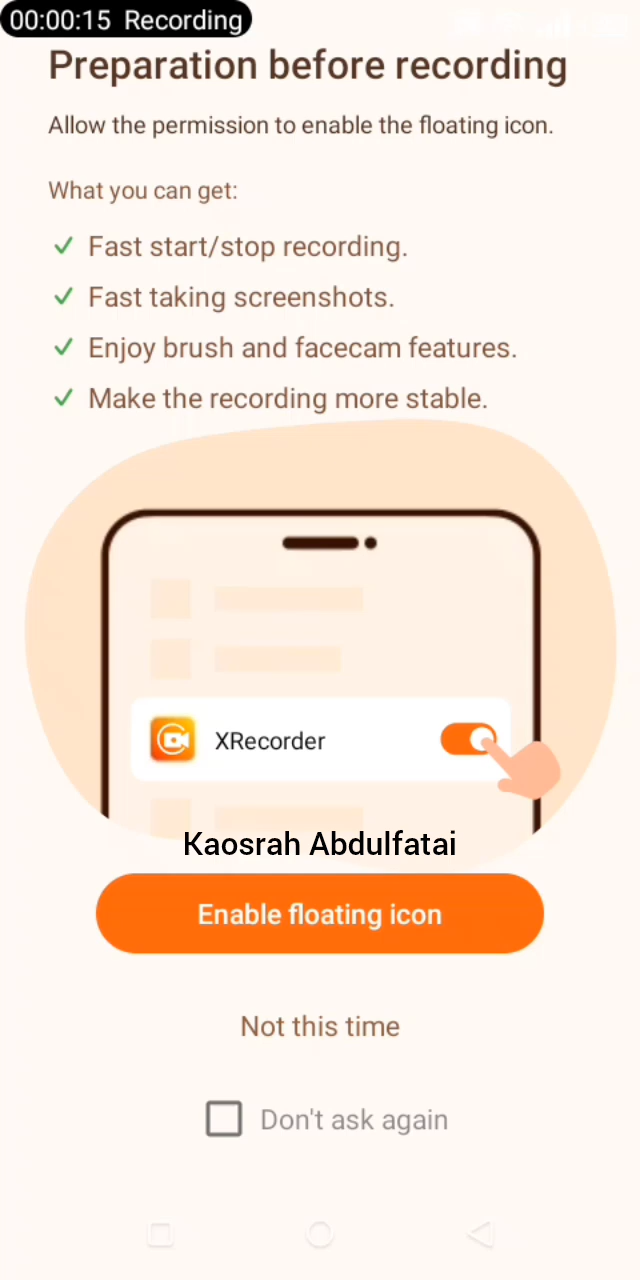 00:00:15 Recording
Preparation before recording
Allow the permission to enable the floating icon.
What you can get:
Fast start/stop recording.
Fast taking screenshots.
Enjoy brush and facecam features.
Make the recording more stable.
XRecorder
Kaosrah Abdulfatai
Enable floating icon
Not this time
Don't ask again